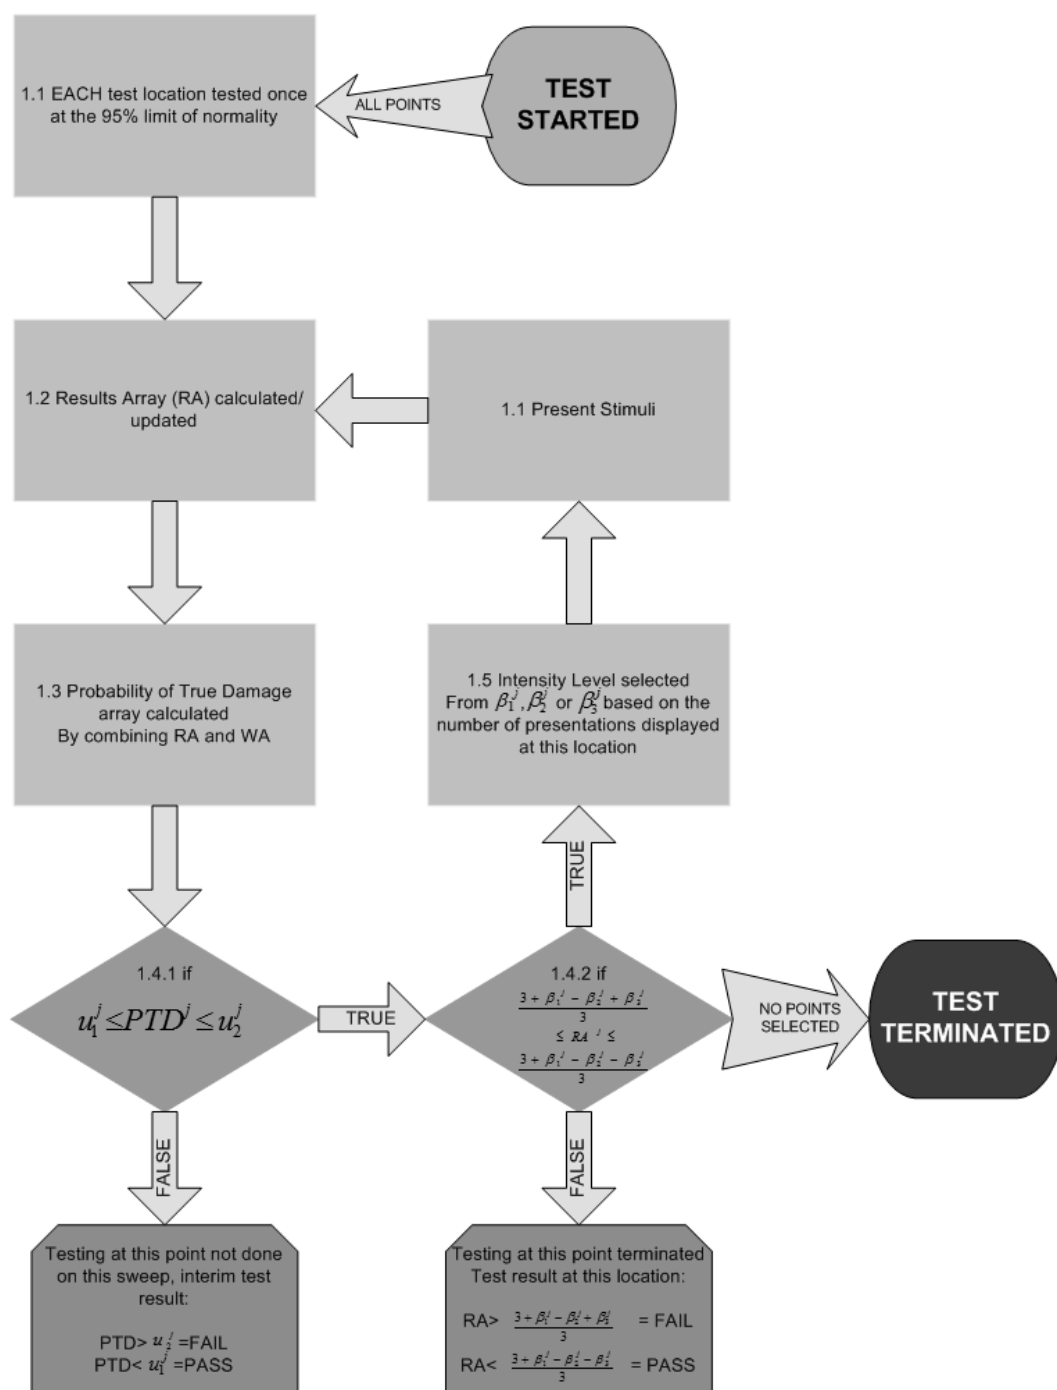 TEST
STARTED
ALL POINTS
1.1 EACH test location tested once
at the 95% limit of normality
1.2 Results Array (RA) calculated/
updated
1.1 Present Stimuli
1.3 Probability of True Damage
array calculated
By combining RA and WA
1.5 Intensity Level selected
From β₁ʲ, β₂ʲ or β₃ʲ based on the
number of presentations displayed
at this location
TRUE
1.4.1 if
u₁ʲ ≤ PTDʲ ≤ u₂ʲ
TRUE
1.4.2 if
3 + β₁ʲ − β₂ʲ + β₂ʲ
3
≤ RAʲ ≤
3 + β₁ʲ − β₂ʲ − β₂ʲ
3
NO POINTS
SELECTED
TEST
TERMINATED
FALSE
FALSE
Testing at this point not done
on this sweep, interim test
result:
PTD> u₂ʲ =FAIL
PTD< u₁ʲ =PASS
Testing at this point terminated
Test result at this location:
RA> 3 + β₁ʲ − β₂ʲ + β₂ʲ = FAIL
3
RA< 3 + β₁ʲ − β₂ʲ − β₂ʲ = PASS
3